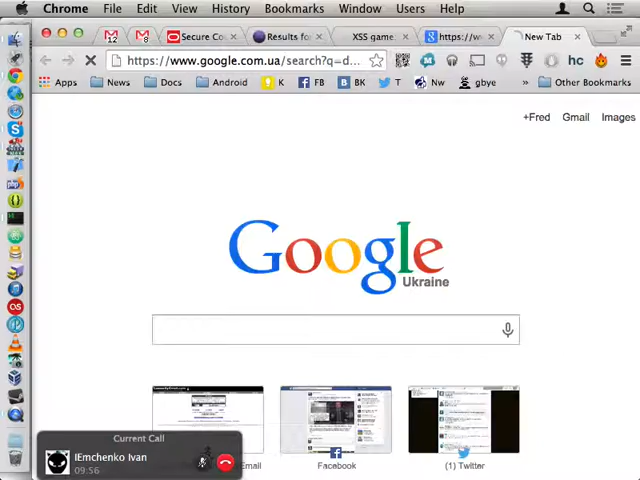 Chrome File Edit View History Bookmarks Window Users Help
12 8 Secure Co Results fo XSS game. https://w New Tab
https://www.google.com.ua/search?q=d...
Apps News Docs Android K FB BK T Nw gbye » Other Bookmarks
+Fred Gmail Images
Google
Ukraine
Email Facebook (1) Twitter
Current Call
IEmchenko Ivan
09:56